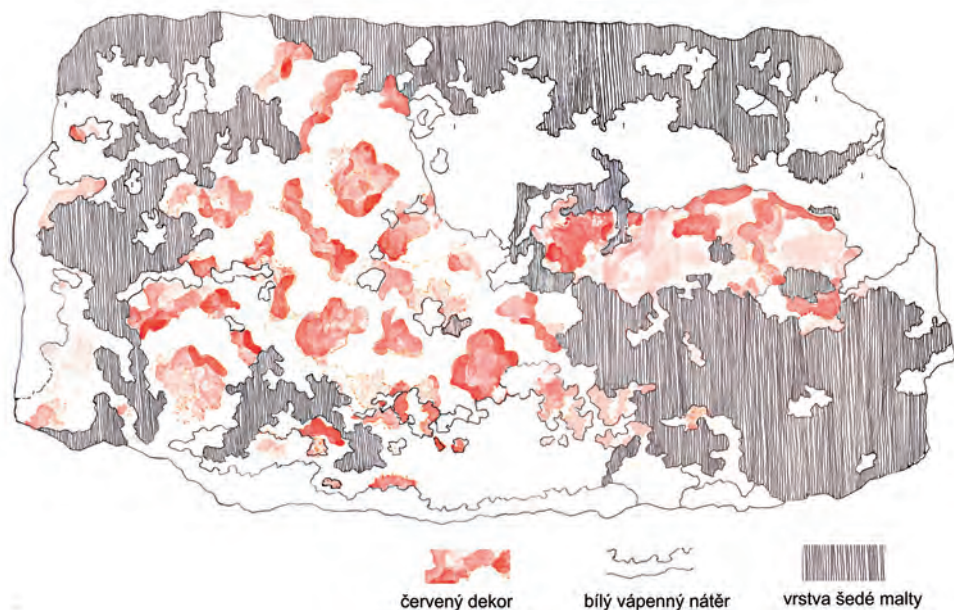 červený dekor
bílý vápenný nátěr
vrstva šedé malty